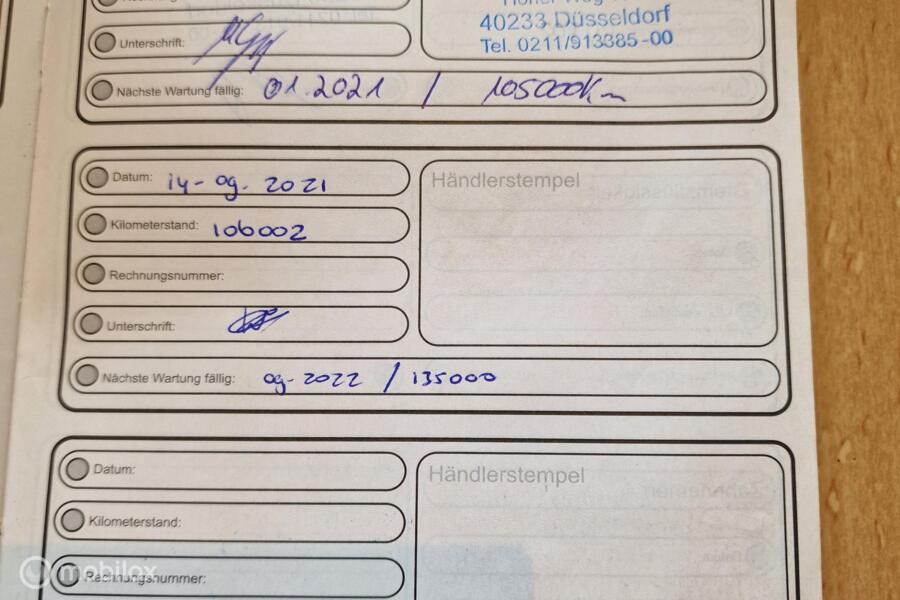 40233 Düsseldorf
Tel. 0211/913385-00
Unterschrift:
Nächste Wartung fällig: 01.2021 / 105000Km
Datum: 14-09.2021
Händlerstempel
Kilometerstand: 106002
Rechnungsnummer:
Unterschrift:
Nächste Wartung fällig: 09-2022 / 135000
Datum:
Händlerstempel
Kilometerstand:
Rechnungsnummer:
mobilox